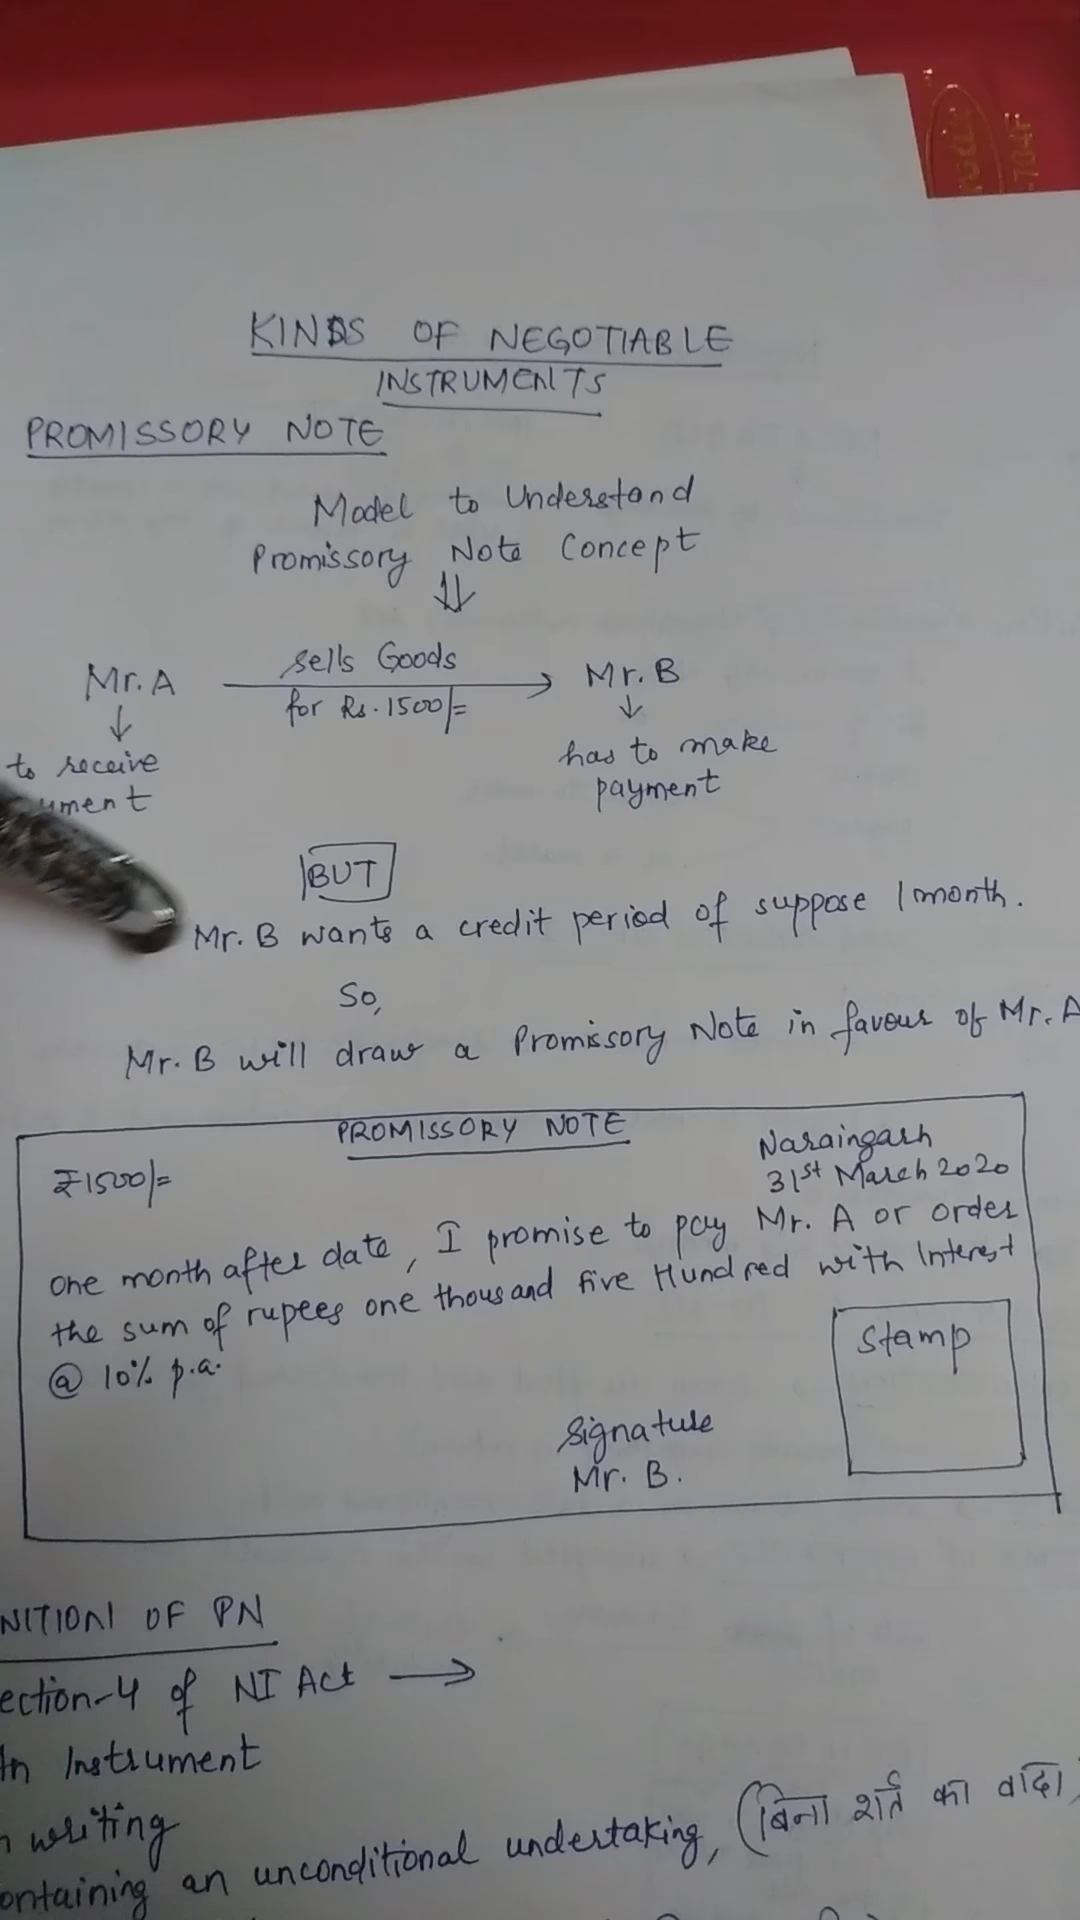 KINDS OF NEGOTIABLE
INSTRUMENTS
PROMISSORY NOTE
Model to Understand
Promissory Note Concept
Mr. A
sells Goods
for Rs. 1500/=
Mr. B
to receive
has to make
payment
BUT
Mr. B wants a credit period of suppose 1 month.
So,
Mr. B will draw a Promissory Note in favour of Mr. A
PROMISSORY NOTE
₹1500/=
Naraingarh
31st March 2020
one month after date, I promise to pay Mr. A or order
the sum of rupees one thousand five Hundred with Interest
@ 10% p.a.
Stamp
Signature
Mr. B.
NITION OF PN
ection-4 of NI Act →
An Instrument
writing
ontaining an unconditional undertaking, (बिना शर्त का वादा)